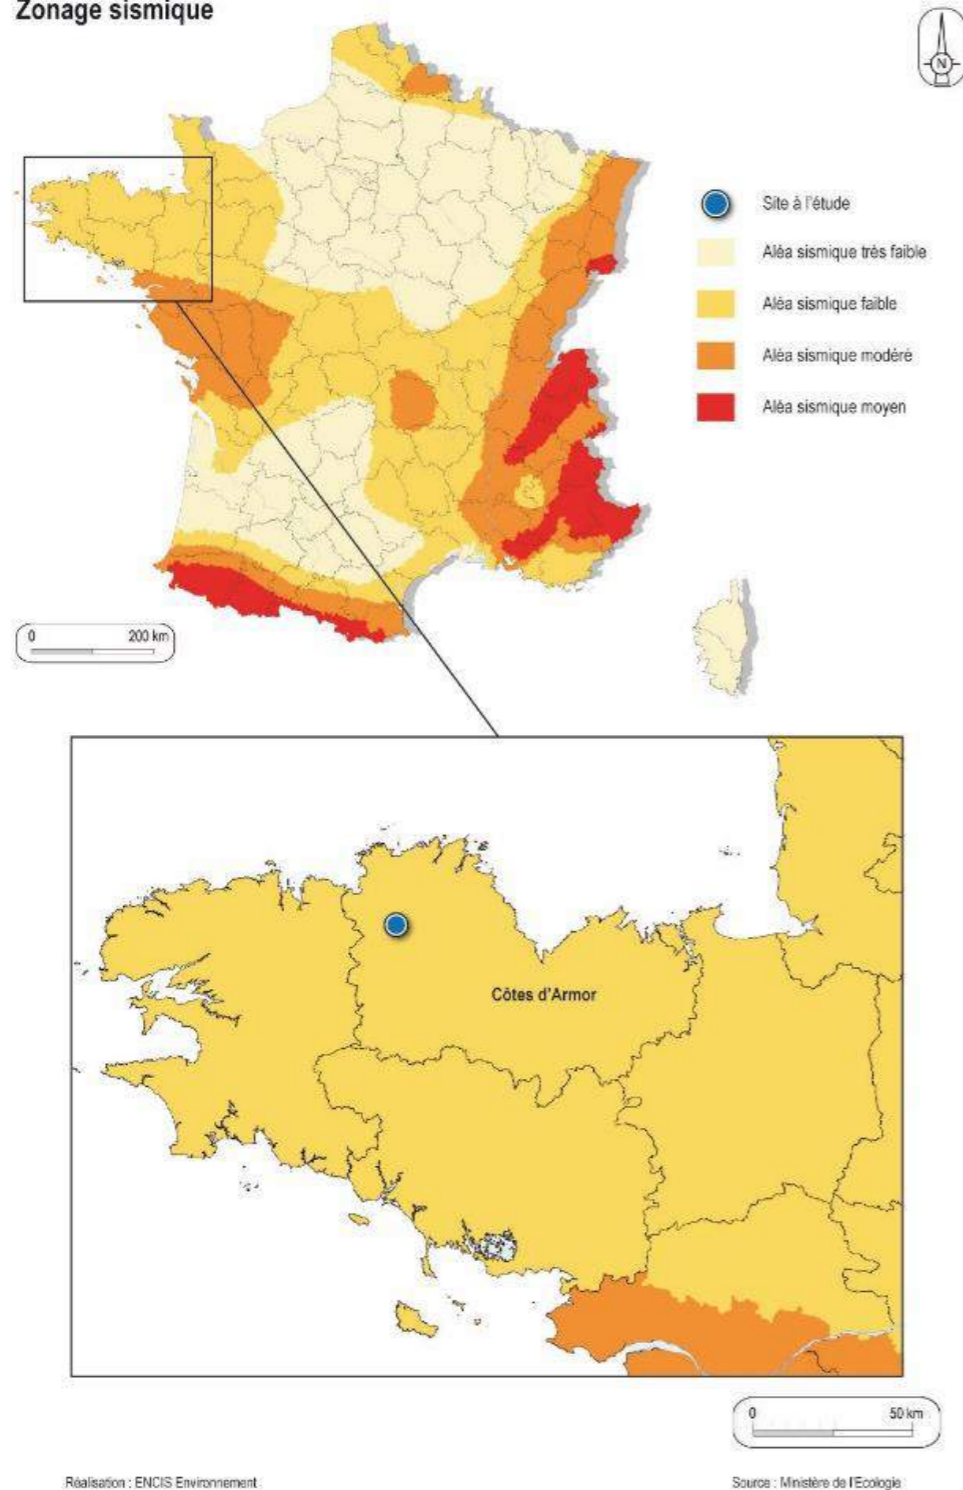 Zonage sismique
N
Site à l'étude
Aléa sismique très faible
Aléa sismique faible
Aléa sismique modéré
Aléa sismique moyen
0 200 km
Côtes d'Armor
0 50 km
Réalisation : ENCIS Environnement
Source : Ministère de l'Ecologie